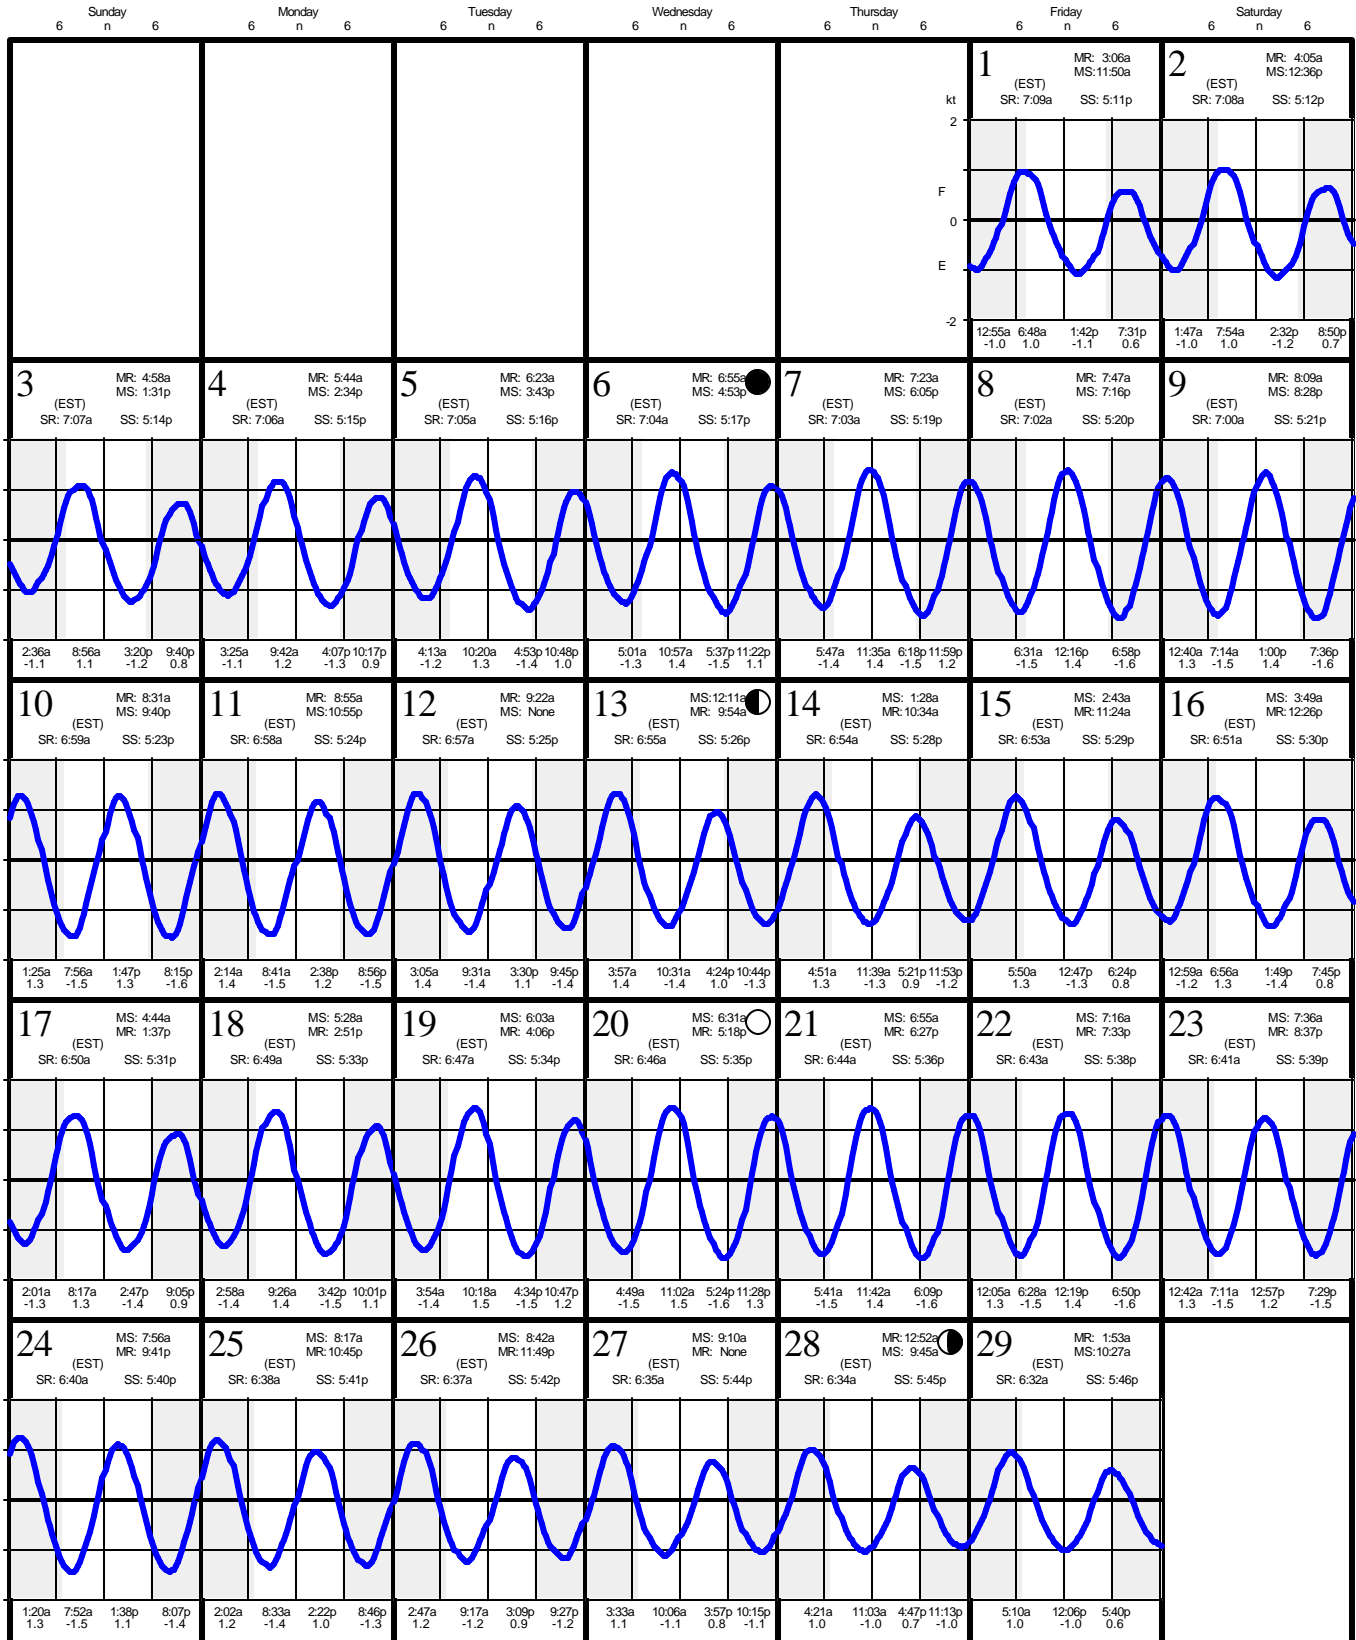 Sunday Monday Tuesday Wednesday Thursday Friday Saturday
6 n 6 6 n 6 6 n 6 6 n 6 6 n 6 6 n 6 6 n 6
1 MR: 3:06a
MS:11:50a
(EST)
SR: 7:09a SS: 5:11p
kt
2
F
0
E
-2
12:55a 6:48a 1:42p 7:31p
-1.0 1.0 -1.1 0.6
2 MR: 4:05a
MS:12:36p
(EST)
SR: 7:08a SS: 5:12p
1:47a 7:54a 2:32p 8:50p
-1.0 1.0 -1.2 0.7
3 MR: 4:58a
MS: 1:31p
(EST)
SR: 7:07a SS: 5:14p
2:36a 8:56a 3:20p 9:40p
-1.1 1.1 -1.2 0.8
4 MR: 5:44a
MS: 2:34p
(EST)
SR: 7:06a SS: 5:15p
3:25a 9:42a 4:07p 10:17p
-1.1 1.2 -1.3 0.9
5 MR: 6:23a
MS: 3:43p
(EST)
SR: 7:05a SS: 5:16p
4:13a 10:20a 4:53p 10:48p
-1.2 1.3 -1.4 1.0
6 MR: 6:55a
MS: 4:53p
(EST)
SR: 7:04a SS: 5:17p
5:01a 10:57a 5:37p 11:22p
-1.3 1.4 -1.5 1.1
7 MR: 7:23a
MS: 6:05p
(EST)
SR: 7:03a SS: 5:19p
5:47a 11:35a 6:18p 11:59p
-1.4 1.4 -1.5 1.2
8 MR: 7:47a
MS: 7:16p
(EST)
SR: 7:02a SS: 5:20p
6:31a 12:16p 6:58p
-1.5 1.4 -1.6
9 MR: 8:09a
MS: 8:28p
(EST)
SR: 7:00a SS: 5:21p
12:40a 7:14a 1:00p 7:36p
1.3 -1.5 1.4 -1.6
10 MR: 8:31a
MS: 9:40p
(EST)
SR: 6:59a SS: 5:23p
1:25a 7:56a 1:47p 8:15p
1.3 -1.5 1.3 -1.6
11 MR: 8:55a
MS:10:55p
(EST)
SR: 6:58a SS: 5:24p
2:14a 8:41a 2:38p 8:56p
1.4 -1.5 1.2 -1.5
12 MR: 9:22a
MS: None
(EST)
SR: 6:57a SS: 5:25p
3:05a 9:31a 3:30p 9:45p
1.4 -1.4 1.1 -1.4
13 MS:12:11a
MR: 9:54a
(EST)
SR: 6:55a SS: 5:26p
3:57a 10:31a 4:24p 10:44p
1.4 -1.4 1.0 -1.3
14 MS: 1:28a
MR:10:34a
(EST)
SR: 6:54a SS: 5:28p
4:51a 11:39a 5:21p 11:53p
1.3 -1.3 0.9 -1.2
15 MS: 2:43a
MR:11:24a
(EST)
SR: 6:53a SS: 5:29p
5:50a 12:47p 6:24p
1.3 -1.3 0.8
16 MS: 3:49a
MR:12:26p
(EST)
SR: 6:51a SS: 5:30p
12:59a 6:56a 1:49p 7:45p
-1.2 1.3 -1.4 0.8
17 MS: 4:44a
MR: 1:37p
(EST)
SR: 6:50a SS: 5:31p
2:01a 8:17a 2:47p 9:05p
-1.3 1.3 -1.4 0.9
18 MS: 5:28a
MR: 2:51p
(EST)
SR: 6:49a SS: 5:33p
2:58a 9:26a 3:42p 10:01p
-1.4 1.4 -1.5 1.1
19 MS: 6:03a
MR: 4:06p
(EST)
SR: 6:47a SS: 5:34p
3:54a 10:18a 4:34p 10:47p
-1.4 1.5 -1.5 1.2
20 MS: 6:31a
MR: 5:18p
(EST)
SR: 6:46a SS: 5:35p
4:49a 11:02a 5:24p 11:28p
-1.5 1.5 -1.6 1.3
21 MS: 6:55a
MR: 6:27p
(EST)
SR: 6:44a SS: 5:36p
5:41a 11:42a 6:09p
-1.5 1.4 -1.6
22 MS: 7:16a
MR: 7:33p
(EST)
SR: 6:43a SS: 5:38p
12:05a 6:28a 12:19p 6:50p
1.3 -1.5 1.4 -1.6
23 MS: 7:36a
MR: 8:37p
(EST)
SR: 6:41a SS: 5:39p
12:42a 7:11a 12:57p 7:29p
1.3 -1.5 1.2 -1.5
24 MS: 7:56a
MR: 9:41p
(EST)
SR: 6:40a SS: 5:40p
1:20a 7:52a 1:38p 8:07p
1.3 -1.5 1.1 -1.4
25 MS: 8:17a
MR:10:45p
(EST)
SR: 6:38a SS: 5:41p
2:02a 8:33a 2:22p 8:46p
1.2 -1.4 1.0 -1.3
26 MS: 8:42a
MR:11:49p
(EST)
SR: 6:37a SS: 5:42p
2:47a 9:17a 3:09p 9:27p
1.2 -1.2 0.9 -1.2
27 MS: 9:10a
MR: None
(EST)
SR: 6:35a SS: 5:44p
3:33a 10:06a 3:57p 10:15p
1.1 -1.1 0.8 -1.1
28 MR:12:52a
MS: 9:45a
(EST)
SR: 6:34a SS: 5:45p
4:21a 11:03a 4:47p 11:13p
1.0 -1.0 0.7 -1.0
29 MR: 1:53a
MS:10:27a
(EST)
SR: 6:32a SS: 5:46p
5:10a 12:06p 5:40p
1.0 -1.0 0.6